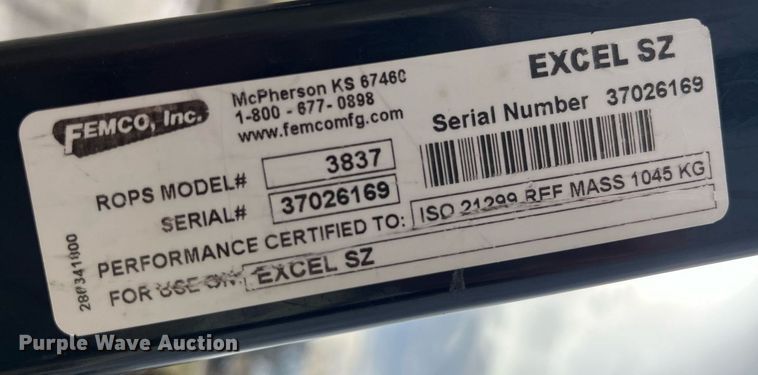 FEMCO, Inc.
McPherson KS 67460
1-800 - 677- 0898
www.femcomfg.com
EXCEL SZ
Serial Number 37026169
ROPS MODEL# 3837
SERIAL# 37026169
PERFORMANCE CERTIFIED TO: ISO 21299 REF MASS 1045 KG
FOR USE ON: EXCEL SZ
280341800
Purple Wave Auction